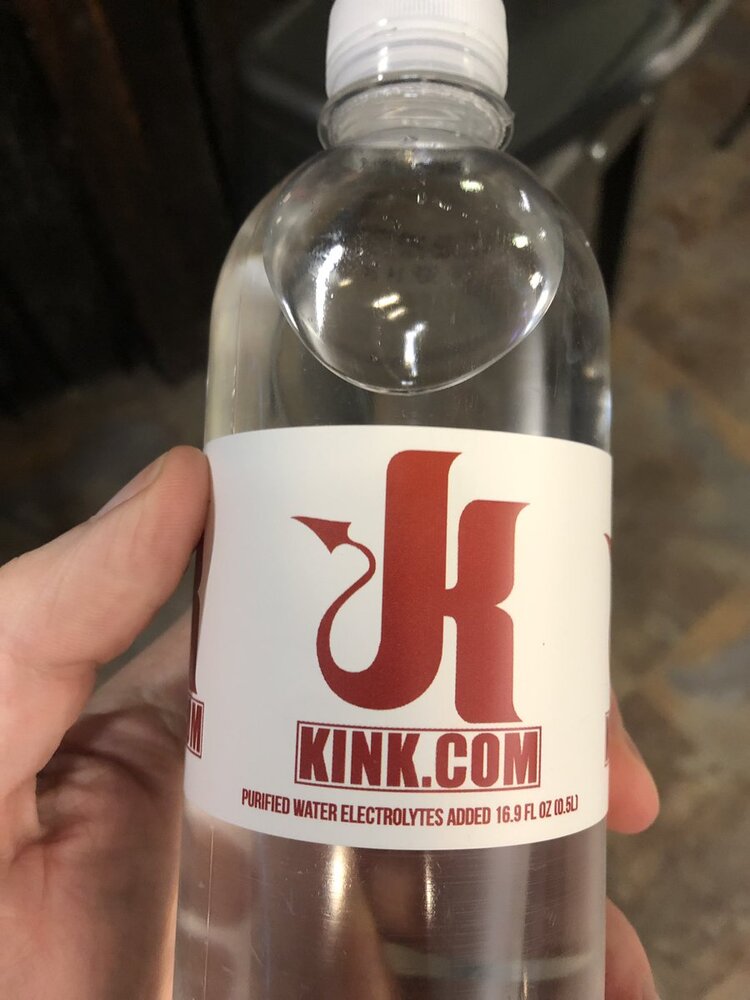 K
KINK.COM
PURIFIED WATER ELECTROLYTES ADDED 16.9 FL OZ (0.5L)
M